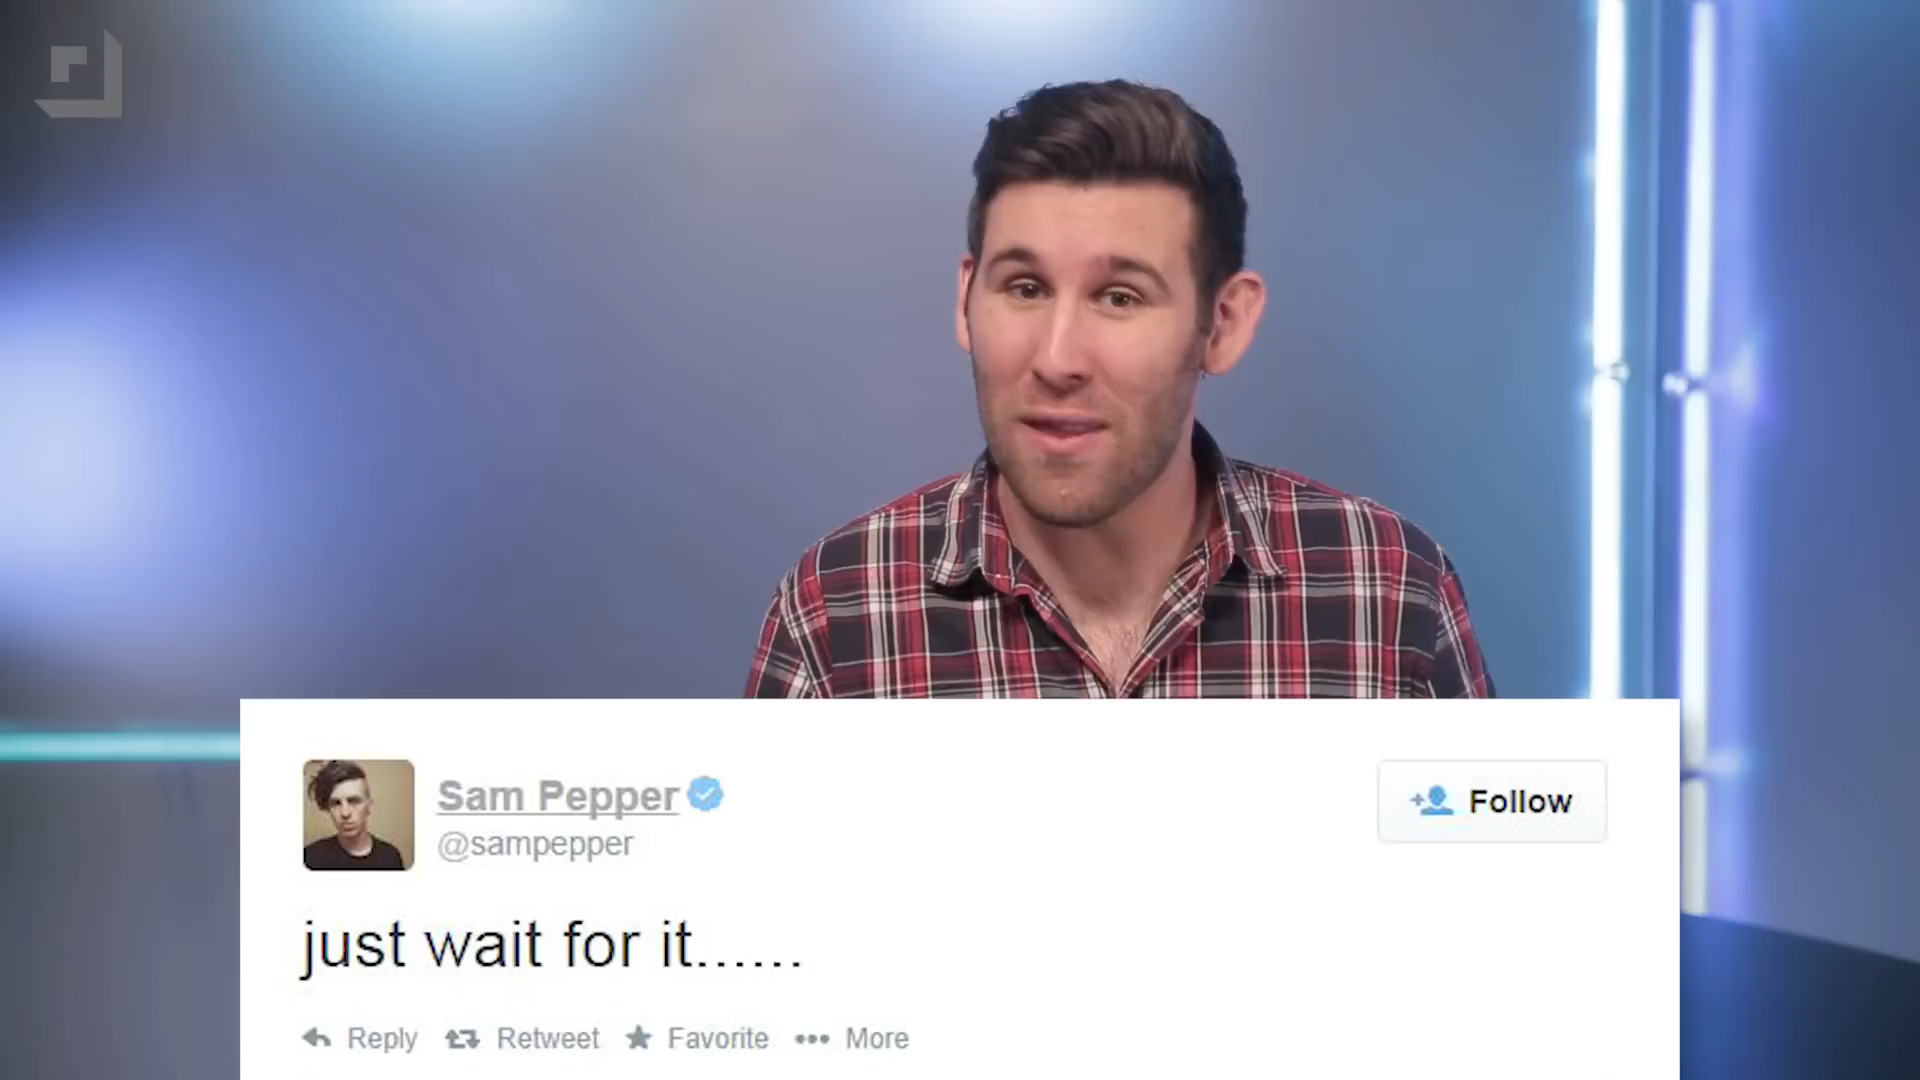 Sam Pepper
@sampepper
Follow
just wait for it......
Reply Retweet Favorite More